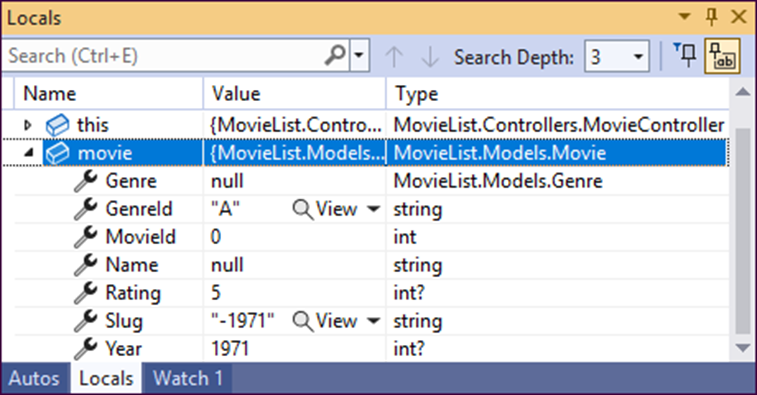 Locals
Search (Ctrl+E) Search Depth: 3
Name Value Type
this {MovieList.Contro... MovieList.Controllers.MovieController
movie {MovieList.Models... MovieList.Models.Movie
Genre null MovieList.Models.Genre
GenreId "A" View string
MovieId 0 int
Name null string
Rating 5 int?
Slug "-1971" View string
Year 1971 int?
Autos Locals Watch 1